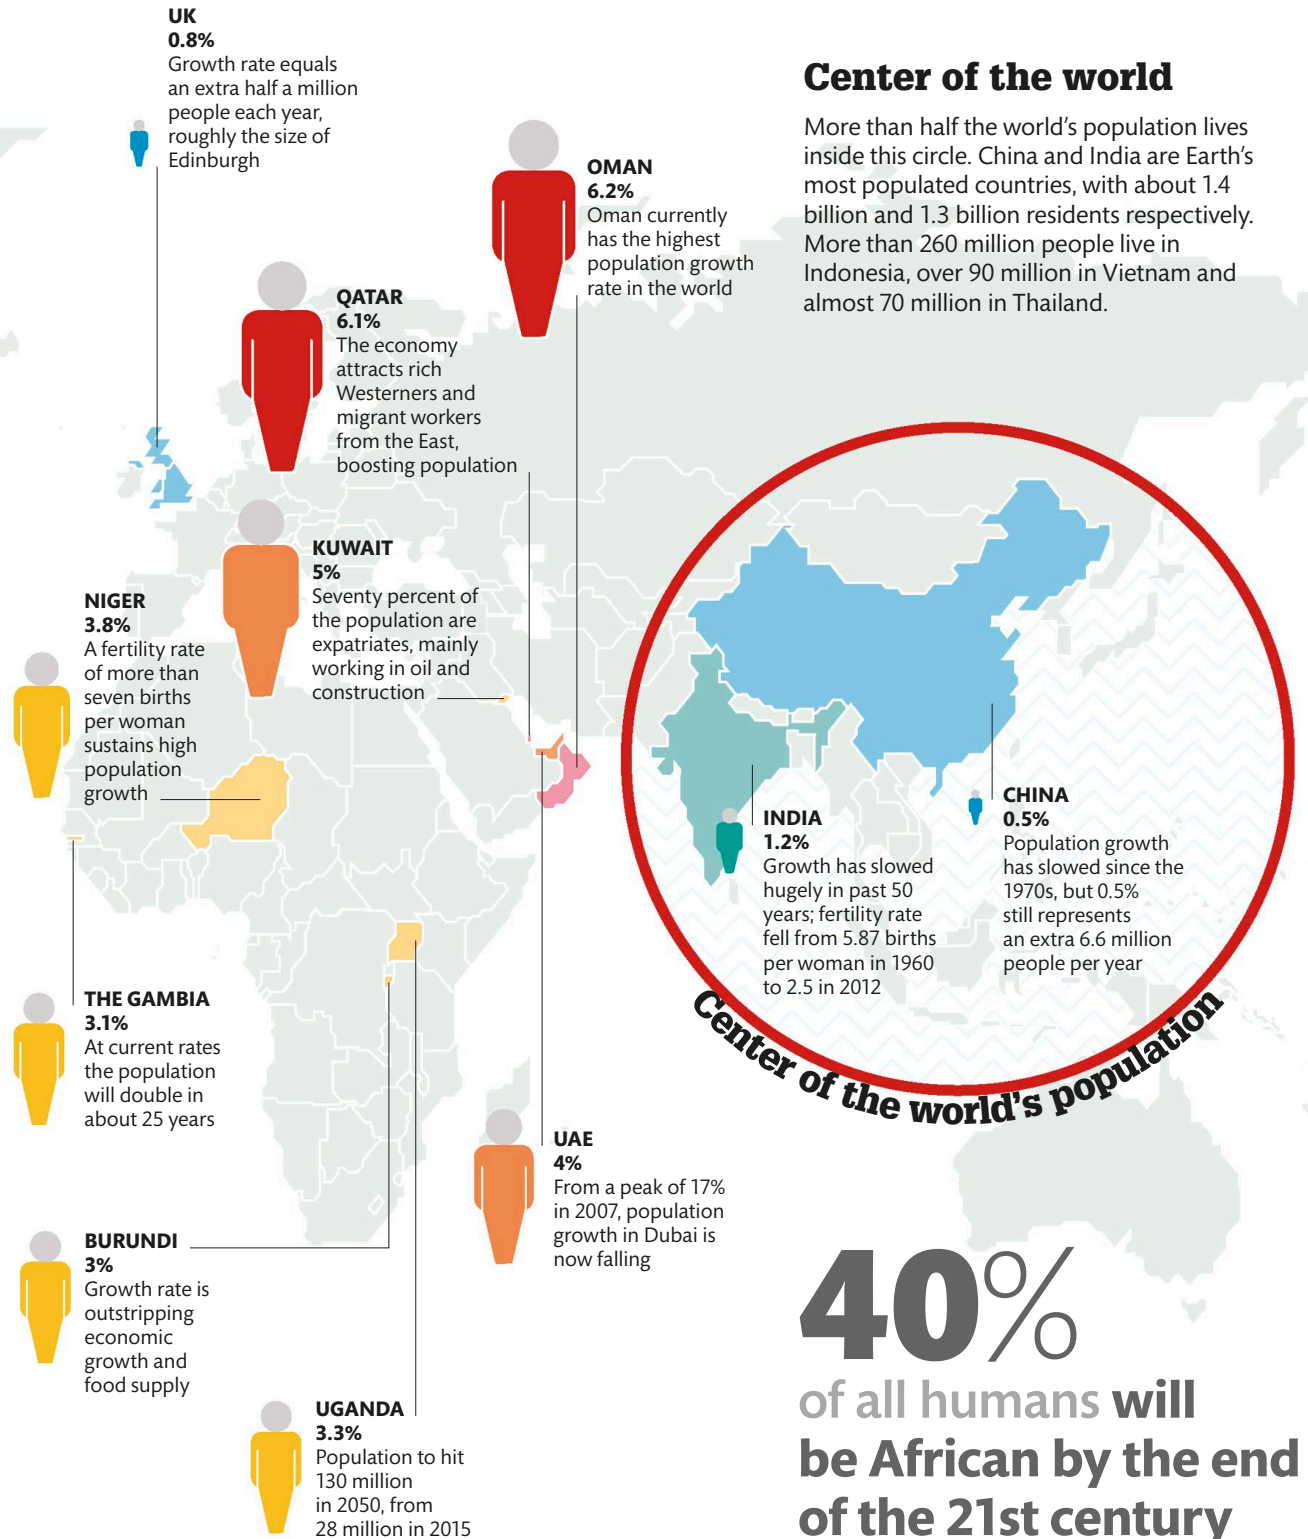 UK
0.8%
Growth rate equals
an extra half a million
people each year,
roughly the size of
Edinburgh
Center of the world
More than half the world's population lives
inside this circle. China and India are Earth's
most populated countries, with about 1.4
billion and 1.3 billion residents respectively.
More than 260 million people live in
Indonesia, over 90 million in Vietnam and
almost 70 million in Thailand.
OMAN
6.2%
Oman currently
has the highest
population growth
rate in the world
QATAR
6.1%
The economy
attracts rich
Westerners and
migrant workers
from the East,
boosting population
KUWAIT
5%
Seventy percent of
the population are
expatriates, mainly
working in oil and
construction
NIGER
3.8%
A fertility rate
of more than
seven births
per woman
sustains high
population
growth
INDIA
1.2%
Growth has slowed
hugely in past 50
years; fertility rate
fell from 5.87 births
per woman in 1960
to 2.5 in 2012
CHINA
0.5%
Population growth
has slowed since the
1970s, but 0.5%
still represents
an extra 6.6 million
people per year
Center of the world's population
THE GAMBIA
3.1%
At current rates
the population
will double in
about 25 years
UAE
4%
From a peak of 17%
in 2007, population
growth in Dubai is
now falling
BURUNDI
3%
Growth rate is
outstripping
economic
growth and
food supply
UGANDA
3.3%
Population to hit
130 million
in 2050, from
28 million in 2015
40%
of all humans will
be African by the end
of the 21st century